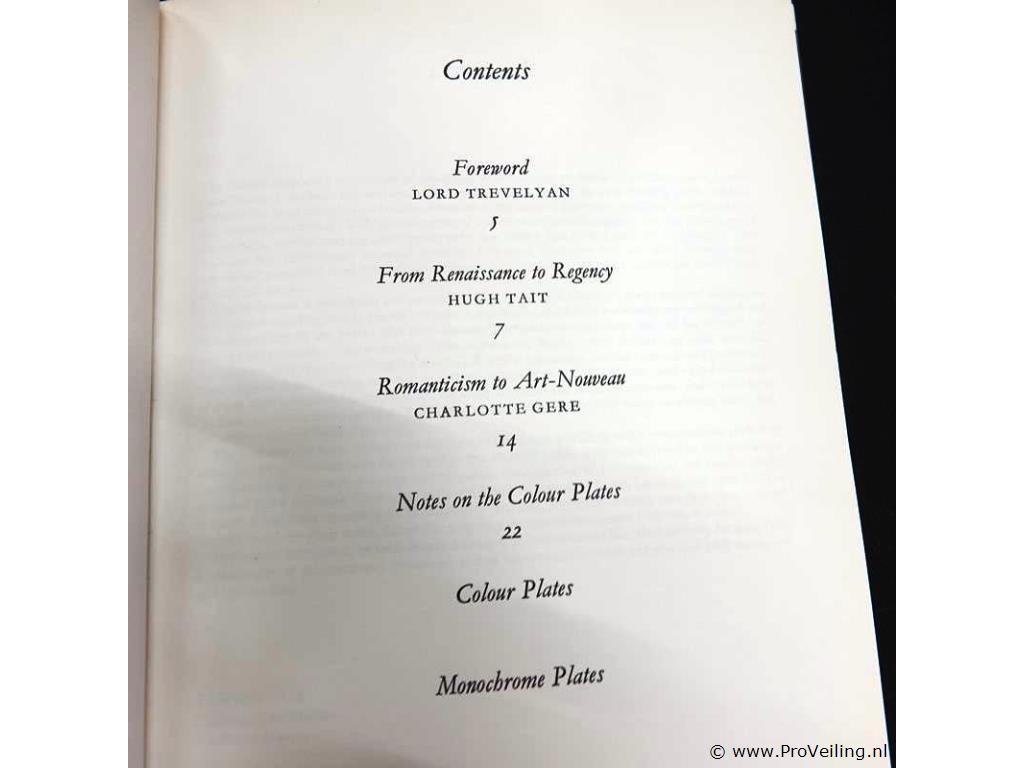 Contents
Foreword
LORD TREVELYAN
5
From Renaissance to Regency
HUGH TAIT
7
Romanticism to Art-Nouveau
CHARLOTTE GERE
14
Notes on the Colour Plates
22
Colour Plates
Monochrome Plates
© www.ProVeiling.nl